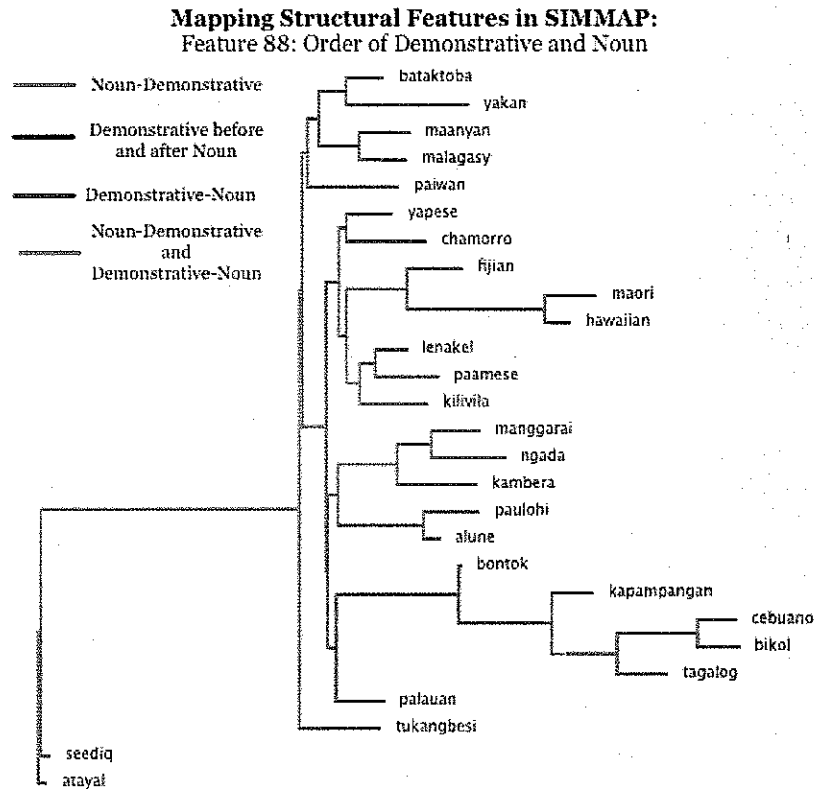 Mapping Structural Features in SIMMAP:
Feature 88: Order of Demonstrative and Noun
Noun-Demonstrative
Demonstrative before
and after Noun
Demonstrative-Noun
Noun-Demonstrative
and
Demonstrative-Noun
bataktoba
yakan
maanyan
malagasy
paiwan
yapese
chamorro
fijian
maori
hawaiian
lenakel
paamese
kilivila
manggarai
ngada
kambera
paulohi
alune
bontok
kapampangan
cebuano
bikol
tagalog
palauan
tukangbesi
seediq
atayal